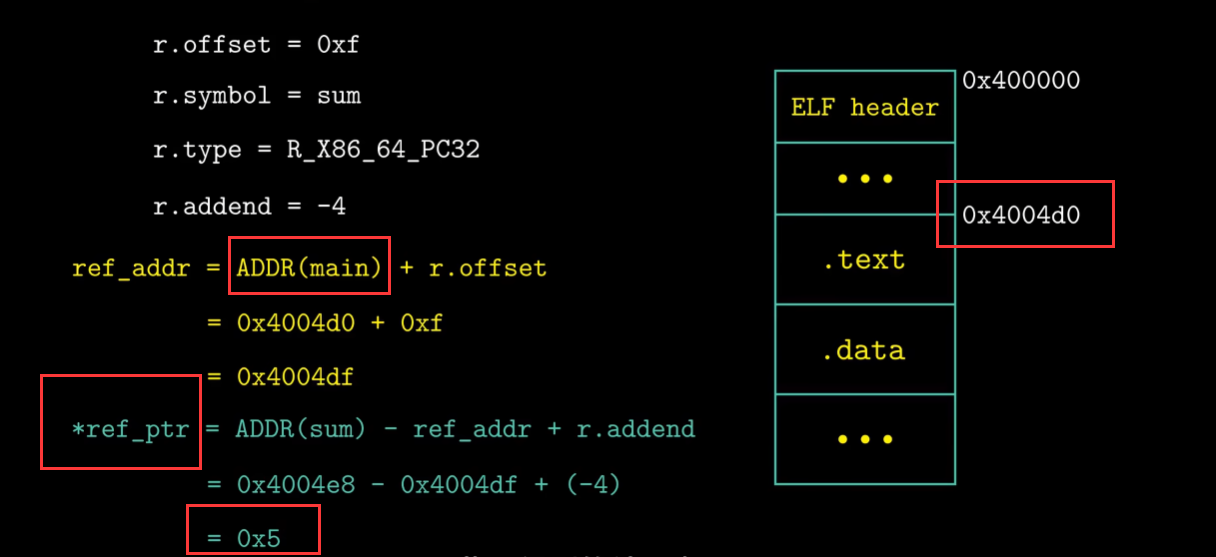 r.offset = 0xf
r.symbol = sum
r.type = R_X86_64_PC32
r.addend = -4
ref_addr = ADDR(main) + r.offset
= 0x4004d0 + 0xf
= 0x4004df
*ref_ptr = ADDR(sum) - ref_addr + r.addend
= 0x4004e8 - 0x4004df + (-4)
= 0x5
0x400000
ELF header
...
0x4004d0
.text
.data
...